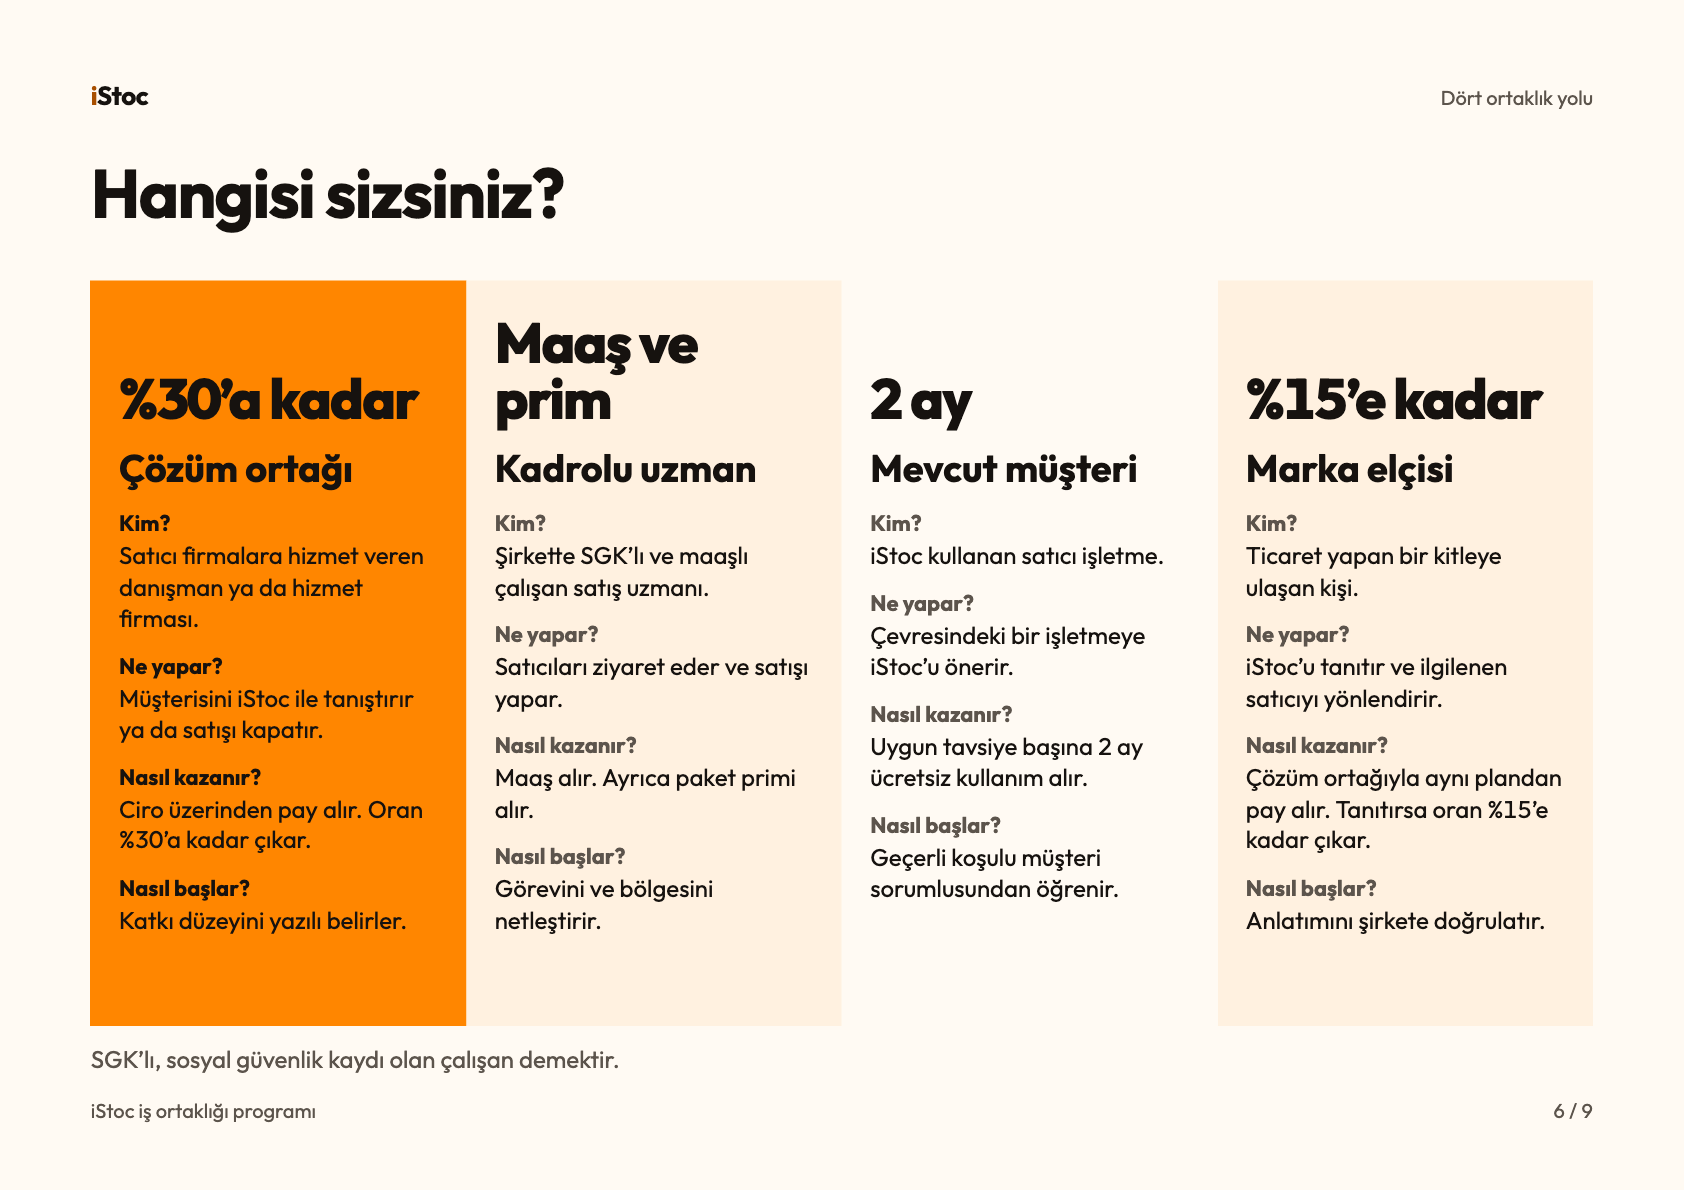 iStoc
Dört ortaklık yolu
Hangisi sizsiniz?
%30’a kadar
Çözüm ortağı
Kim?
Satıcı firmalara hizmet veren
danışman ya da hizmet
firması.
Ne yapar?
Müşterisini iStoc ile tanıştırır
ya da satışı kapatır.
Nasıl kazanır?
Ciro üzerinden pay alır. Oran
%30’a kadar çıkar.
Nasıl başlar?
Katkı düzeyini yazılı belirler.
Maaş ve
prim
Kadrolu uzman
Kim?
Şirkette SGK’lı ve maaşlı
çalışan satış uzmanı.
Ne yapar?
Satıcıları ziyaret eder ve satışı
yapar.
Nasıl kazanır?
Maaş alır. Ayrıca paket primi
alır.
Nasıl başlar?
Görevini ve bölgesini
netleştirir.
2 ay
Mevcut müşteri
Kim?
iStoc kullanan satıcı işletme.
Ne yapar?
Çevresindeki bir işletmeye
iStoc’u önerir.
Nasıl kazanır?
Uygun tavsiye başına 2 ay
ücretsiz kullanım alır.
Nasıl başlar?
Geçerli koşulu müşteri
sorumlusundan öğrenir.
%15’e kadar
Marka elçisi
Kim?
Ticaret yapan bir kitleye
ulaşan kişi.
Ne yapar?
iStoc’u tanıtır ve ilgilenen
satıcıyı yönlendirir.
Nasıl kazanır?
Çözüm ortağıyla aynı plandan
pay alır. Tanıtırsa oran %15’e
kadar çıkar.
Nasıl başlar?
Anlatımını şirkete doğrulatır.
SGK’lı, sosyal güvenlik kaydı olan çalışan demektir.
iStoc iş ortaklığı programı
6 / 9